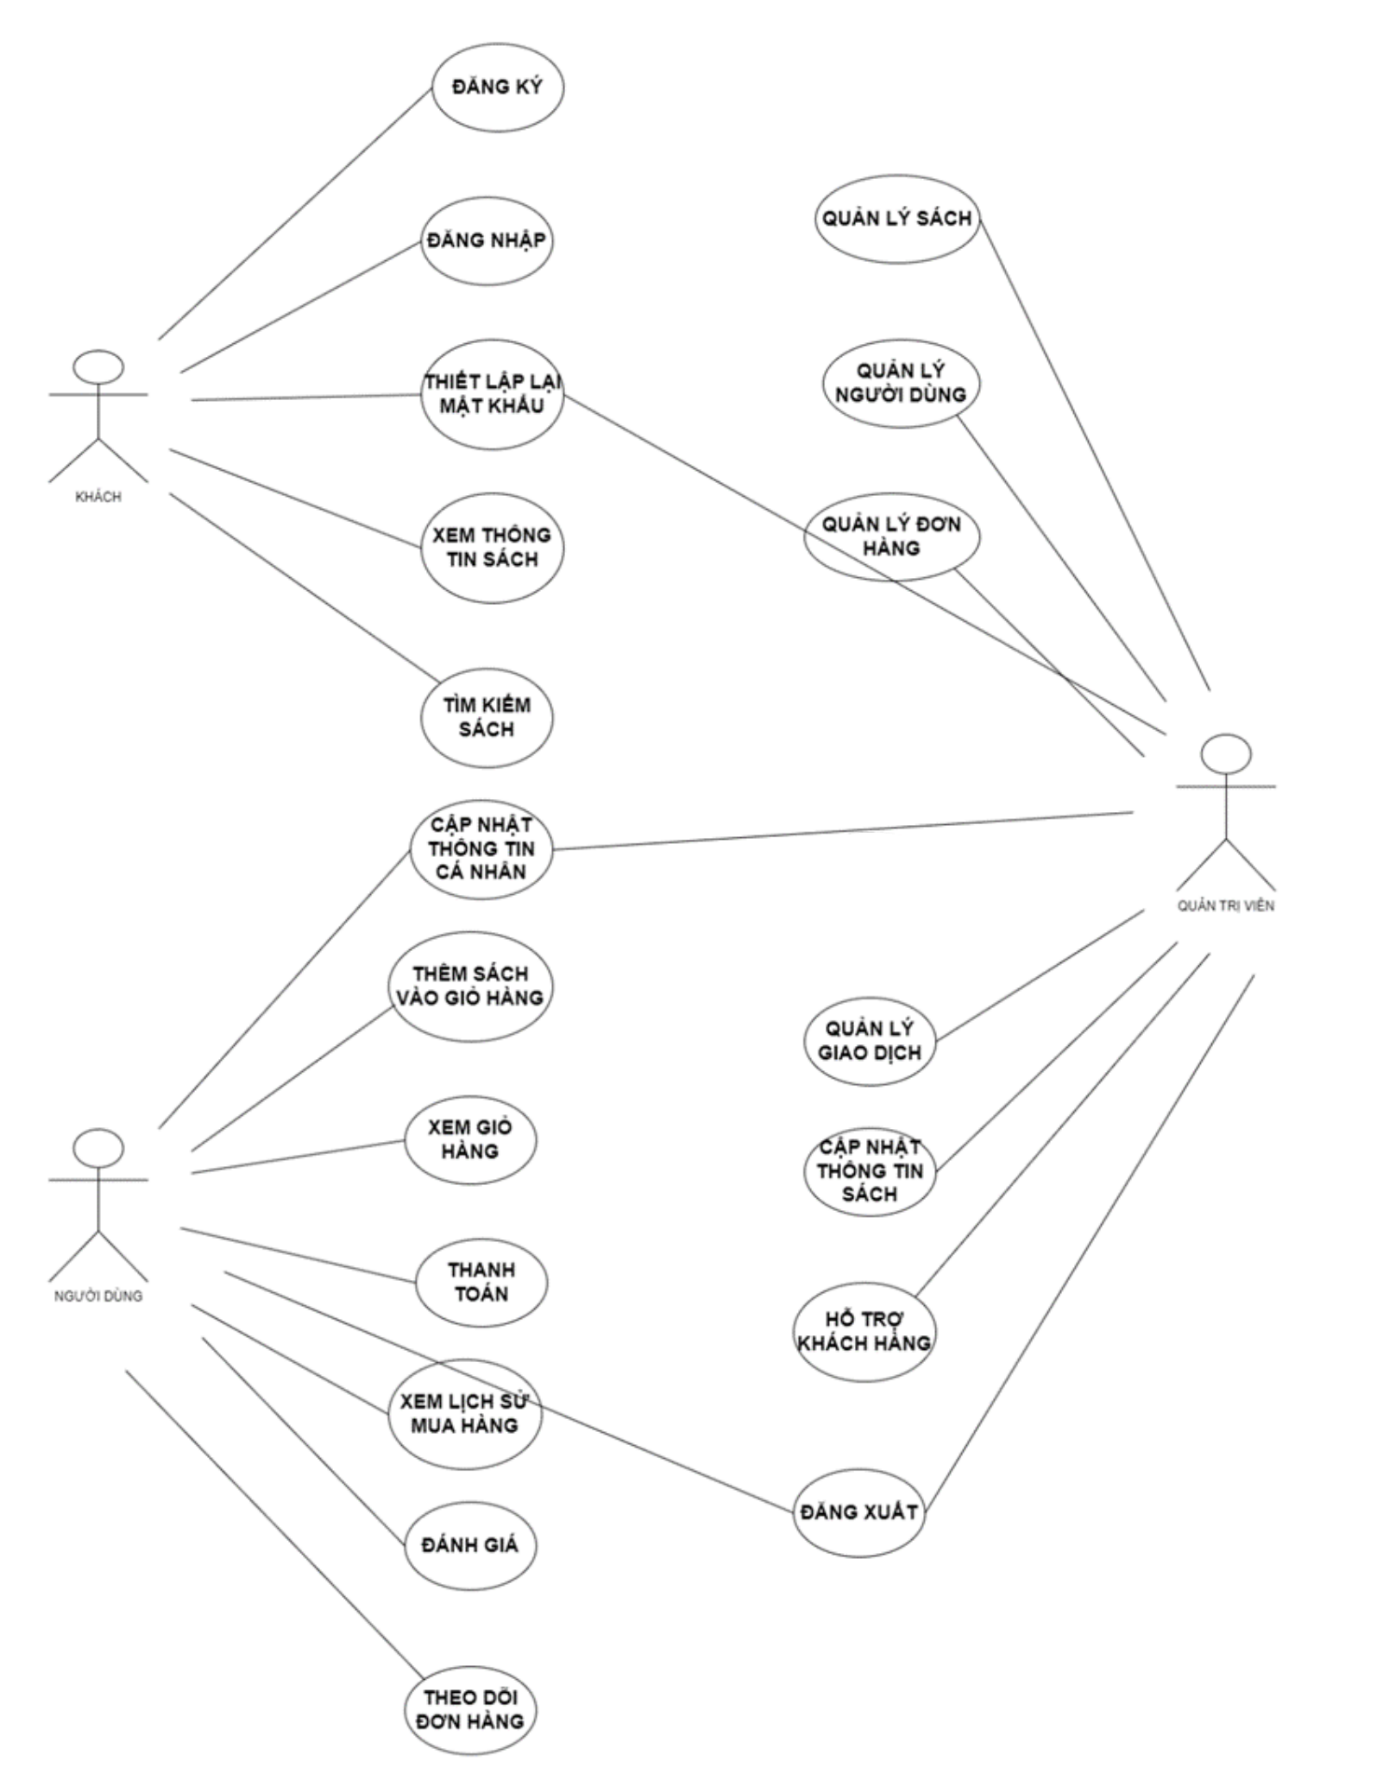 ĐĂNG KÝ
ĐĂNG NHẬP
THIẾT LẬP LẠI
MẬT KHẨU
KHÁCH
XEM THÔNG
TIN SÁCH
TÌM KIẾM
SÁCH
QUẢN LÝ SÁCH
QUẢN LÝ
NGƯỜI DÙNG
QUẢN LÝ ĐƠN
HÀNG
CẬP NHẬT
THÔNG TIN
CÁ NHÂN
QUẢN TRỊ VIÊN
THÊM SÁCH
VÀO GIỎ HÀNG
XEM GIỎ
HÀNG
NGƯỜI DÙNG
THANH
TOÁN
XEM LỊCH SỬ
MUA HÀNG
ĐÁNH GIÁ
THEO DÕI
ĐƠN HÀNG
QUẢN LÝ
GIAO DỊCH
CẬP NHẬT
THÔNG TIN
SÁCH
HỖ TRỢ
KHÁCH HÀNG
ĐĂNG XUẤT